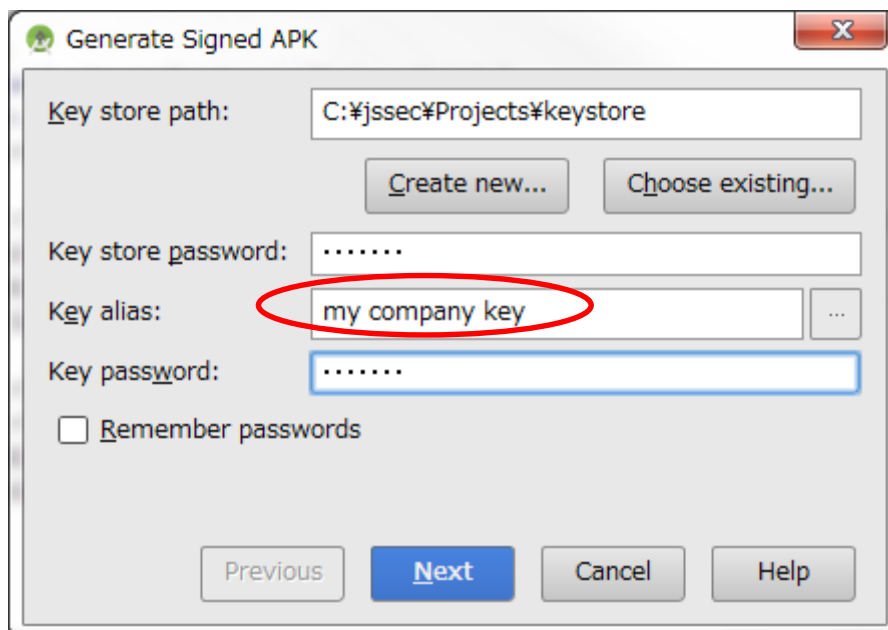 Generate Signed APK
Key store path: C:¥jssec¥Projects¥keystore
Create new... Choose existing...
Key store password: •••••••
Key alias: my company key ...
Key password: •••••••
Remember passwords
Previous Next Cancel Help